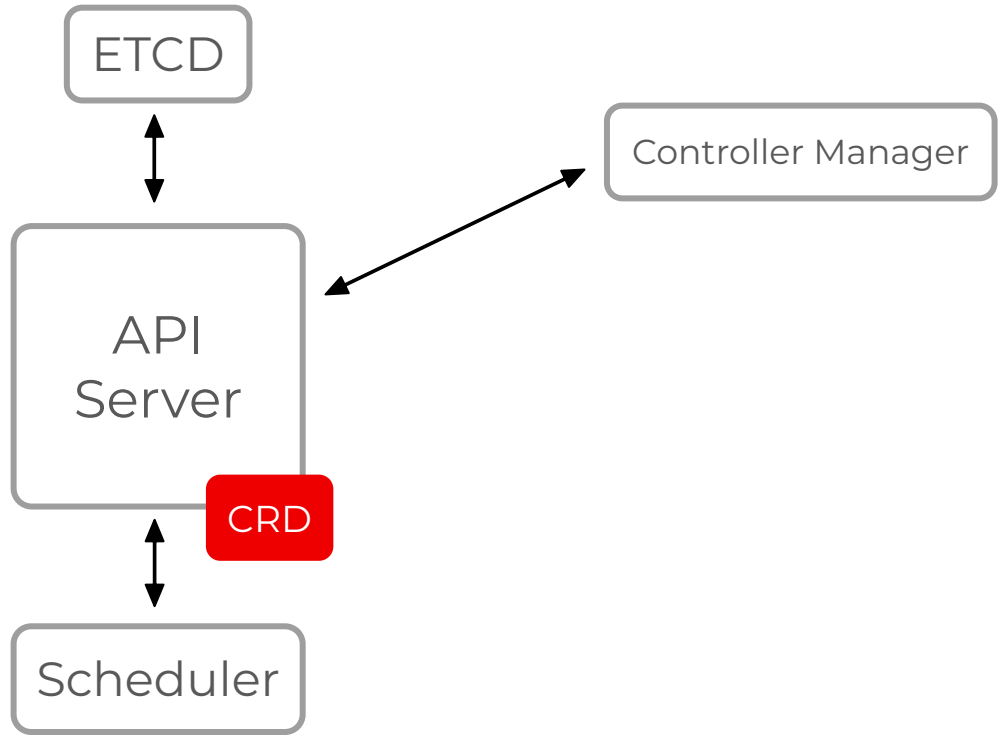 ETCD
Controller Manager
API
Server
CRD
Scheduler